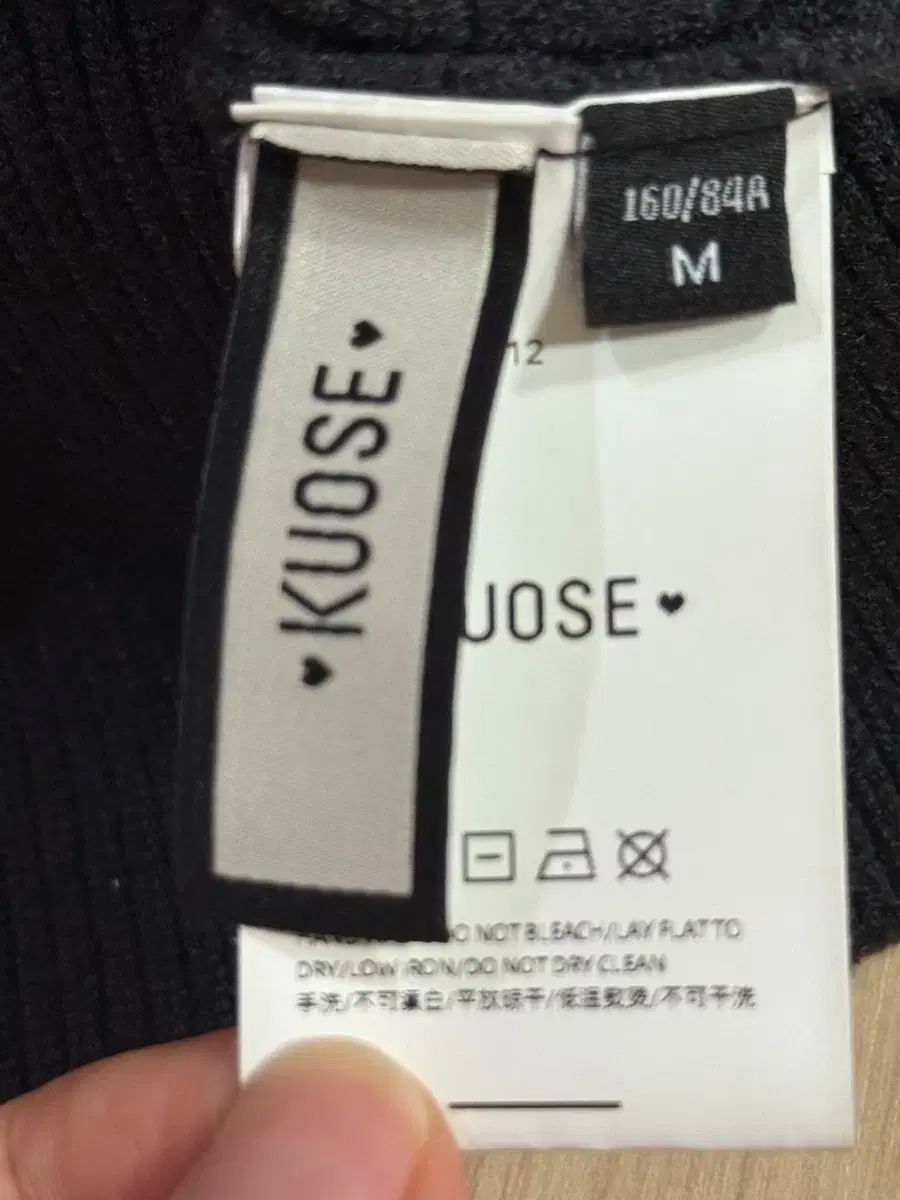 160/84A
M
12
♥KUOSE♥
UOSE♥
DO NOT BLEACH/LAY FLAT TO
DRY/LOW IRON/DO NOT DRY CLEAN
手洗/不可漂白/平放晾干/低温熨烫/不可干洗